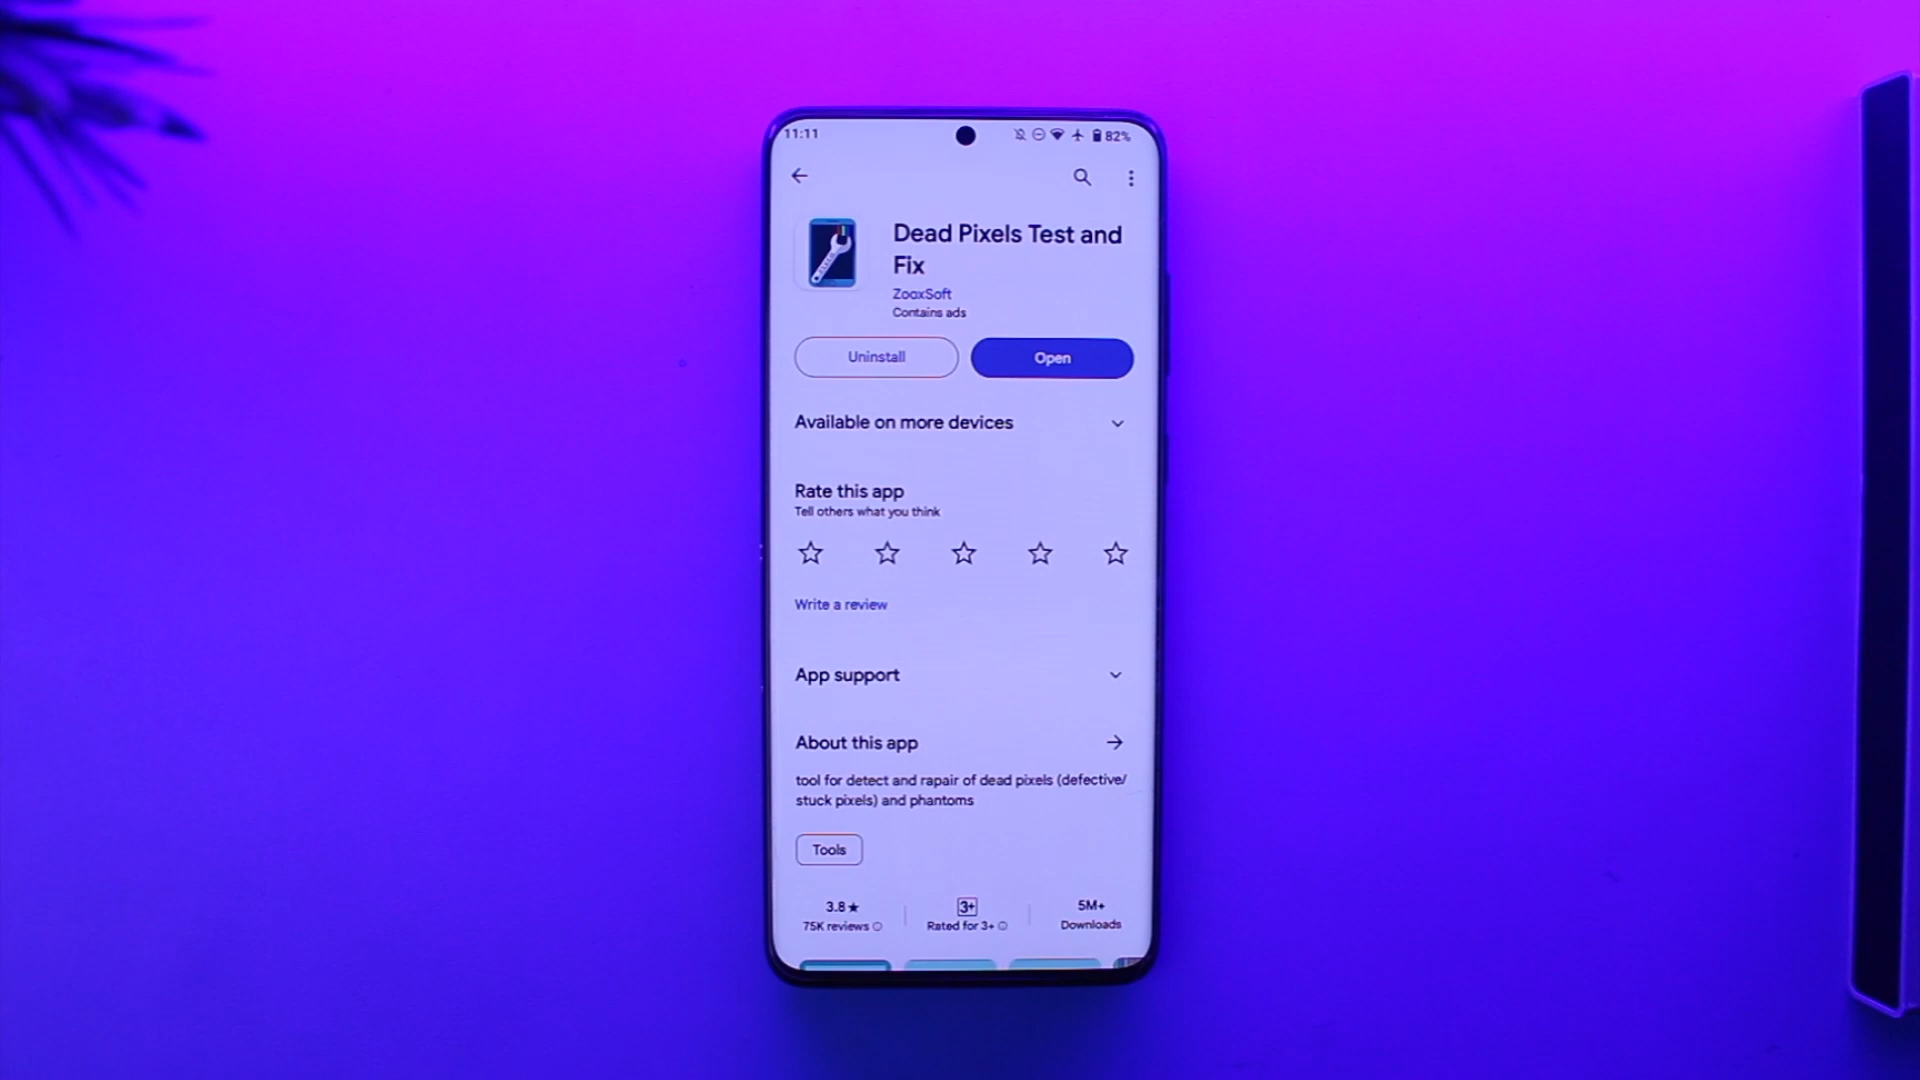 11:11
82%
Dead Pixels Test and
Fix
ZoaxSoft
Contains ads
Uninstall
Open
Available on more devices
Rate this app
Tell others what you think
Write a review
App support
About this app
tool for detect and rapair of dead pixels (defective/
stuck pixels) and phantoms
Tools
3.8★
75K reviews
3+
Rated for 3+
5M+
Downloads